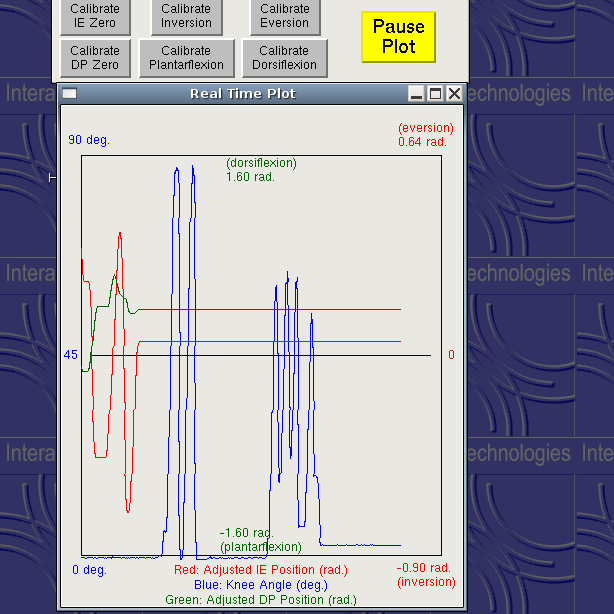 Calibrate
IE Zero
Calibrate
Inversion
Calibrate
Eversion
Pause
Plot
Calibrate
DP Zero
Calibrate
Plantarflexion
Calibrate
Dorsiflexion
Intera
echnologies
Inte
Real Time Plot
90 deg.
(eversion)
0.64 rad.
(dorsiflexion)
1.60 rad.
Intera
echnologies
Inte
45
0
Intera
echnologies
Inte
-1.60 rad.
(plantarflexion)
0 deg.
Red: Adjusted IE Position (rad.)
-0.90 rad.
(inversion)
Blue: Knee Angle (deg.)
Green: Adjusted DP Position (rad.)